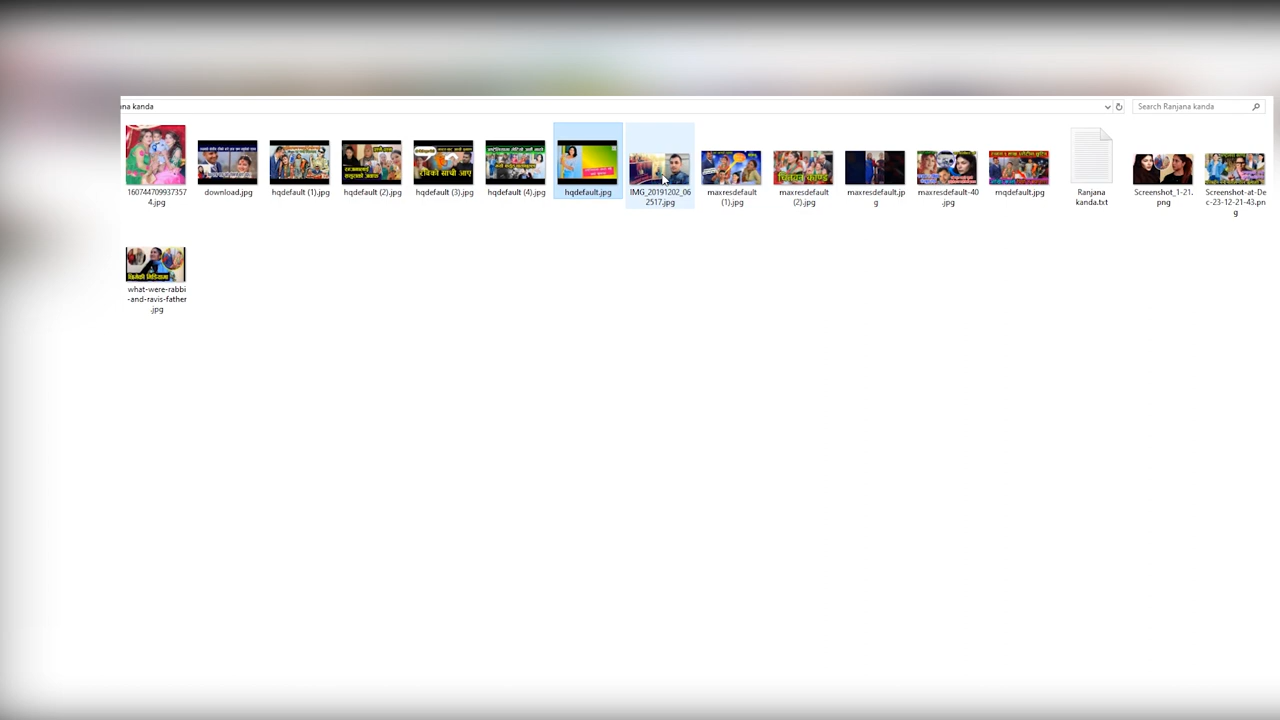 na kanda
Search Ranjana kanda
160744709937357
4.jpg
download.jpg
hqdefault (1).jpg
hqdefault (2).jpg
hqdefault (3).jpg
hqdefault (4).jpg
hqdefault.jpg
IMG_20191202_06
2517.jpg
maxresdefault
(1).jpg
maxresdefault
(2).jpg
maxresdefault.jp
g
maxresdefault-40
.jpg
mqdefault.jpg
Ranjana
kanda.txt
Screenshot_1-21.
png
Screenshot-at-De
c-23-12-21-43.pn
g
what-were-rabbi
-and-ravis-father
.jpg